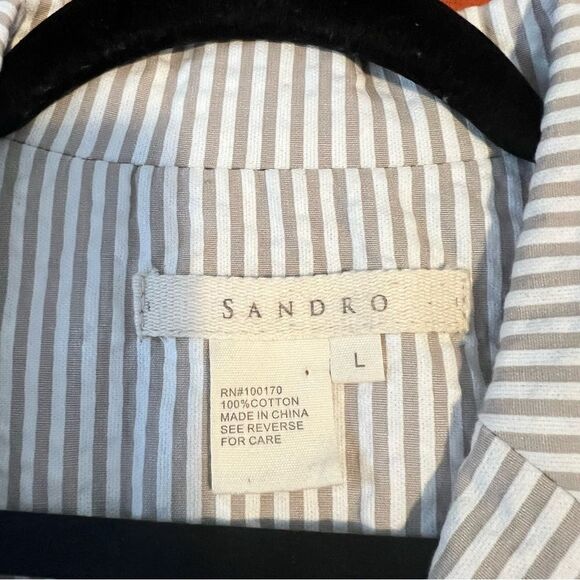 SANDRO
L
RN#100170
100%COTTON
MADE IN CHINA
SEE REVERSE
FOR CARE